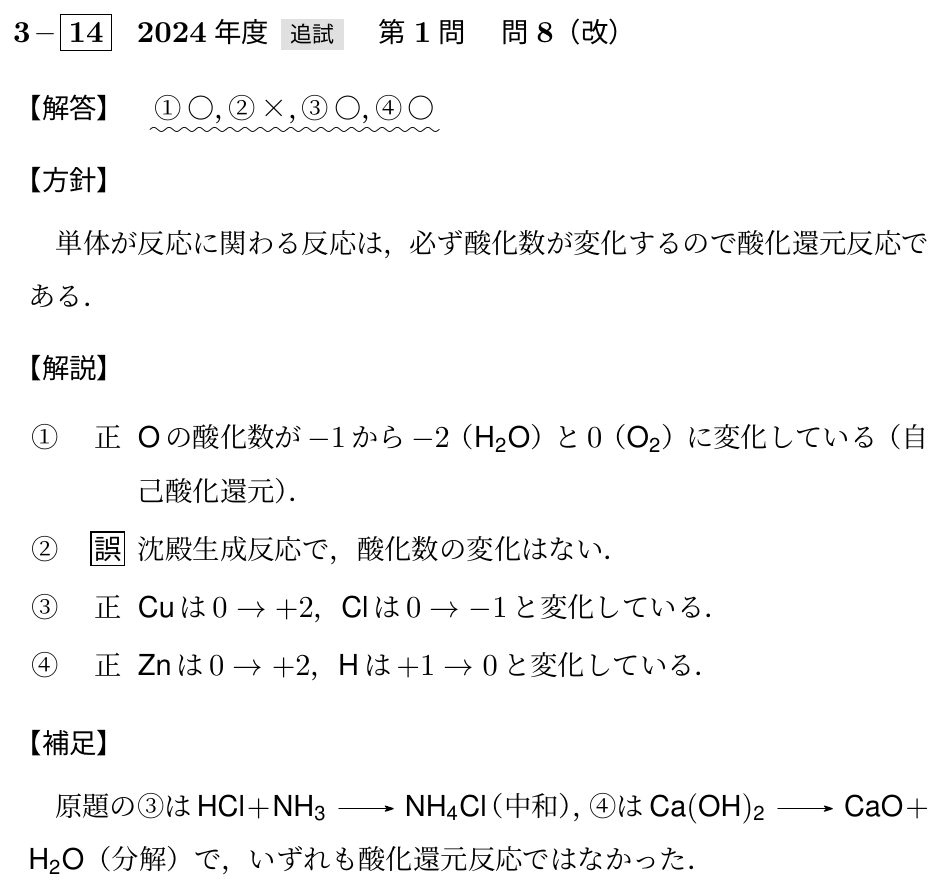 3－14 2024 年度 追試 第 1 問 問 8（改）
【解答】 ①○,②×,③○,④○
【方針】
単体が反応に関わる反応は，必ず酸化数が変化するので酸化還元反応で
ある．
【解説】
① 正 Oの酸化数が −1 から −2（H₂O）と 0（O₂）に変化している（自
己酸化還元）．
② 誤 沈殿生成反応で，酸化数の変化はない．
③ 正 Cuは 0 → +2，Clは 0 → −1 と変化している．
④ 正 Znは 0 → +2，Hは +1 → 0 と変化している．
【補足】
原題の③は HCl+NH₃ ⟶ NH₄Cl（中和），④は Ca(OH)₂ ⟶ CaO+
H₂O（分解）で，いずれも酸化還元反応ではなかった．